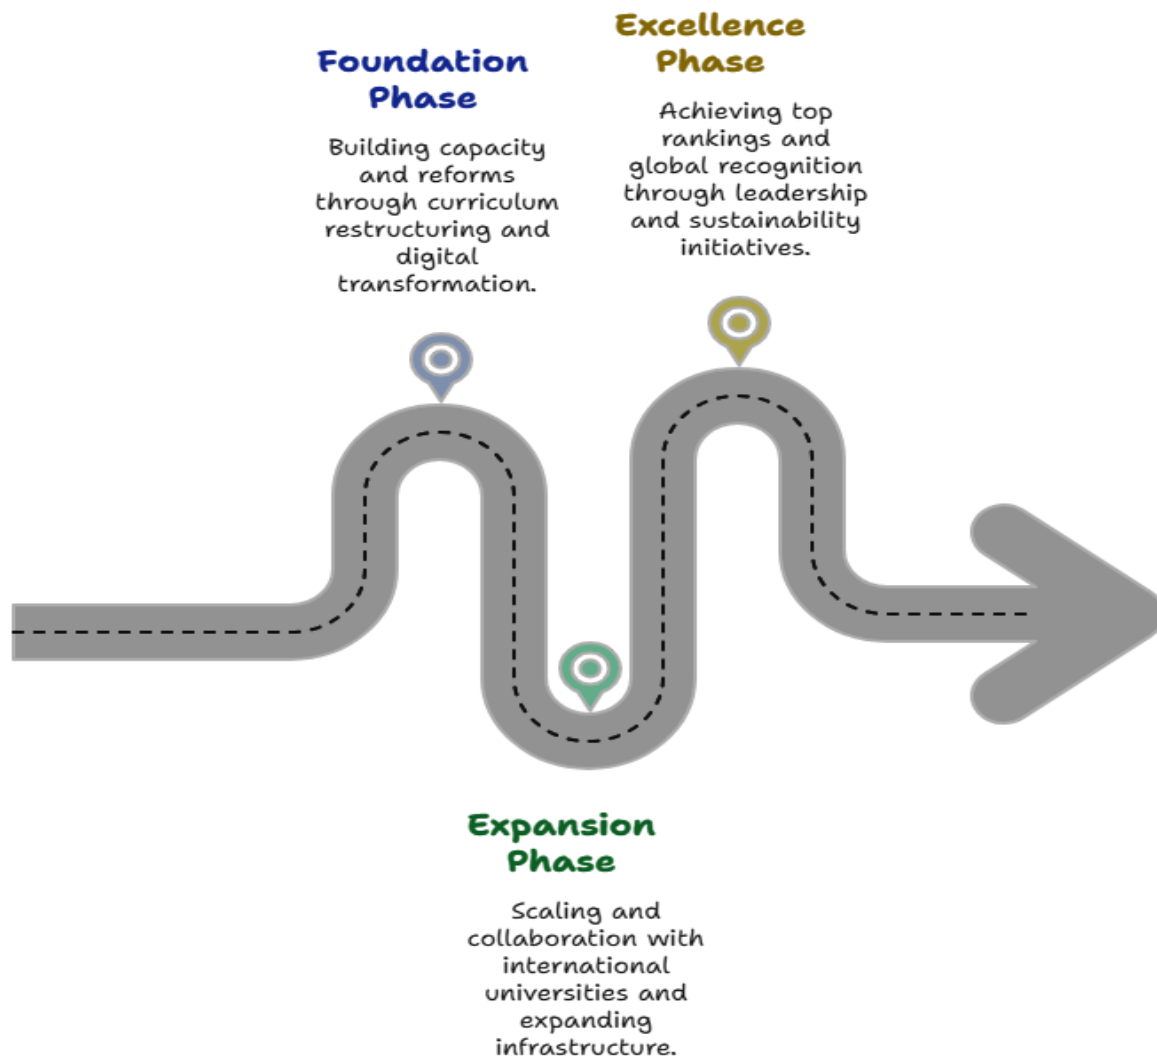 Foundation
Phase
Building capacity
and reforms
through curriculum
restructuring and
digital
transformation.
Excellence
Phase
Achieving top
rankings and
global recognition
through leadership
and sustainability
initiatives.
Expansion
Phase
Scaling and
collaboration with
international
universities and
expanding
infrastructure.